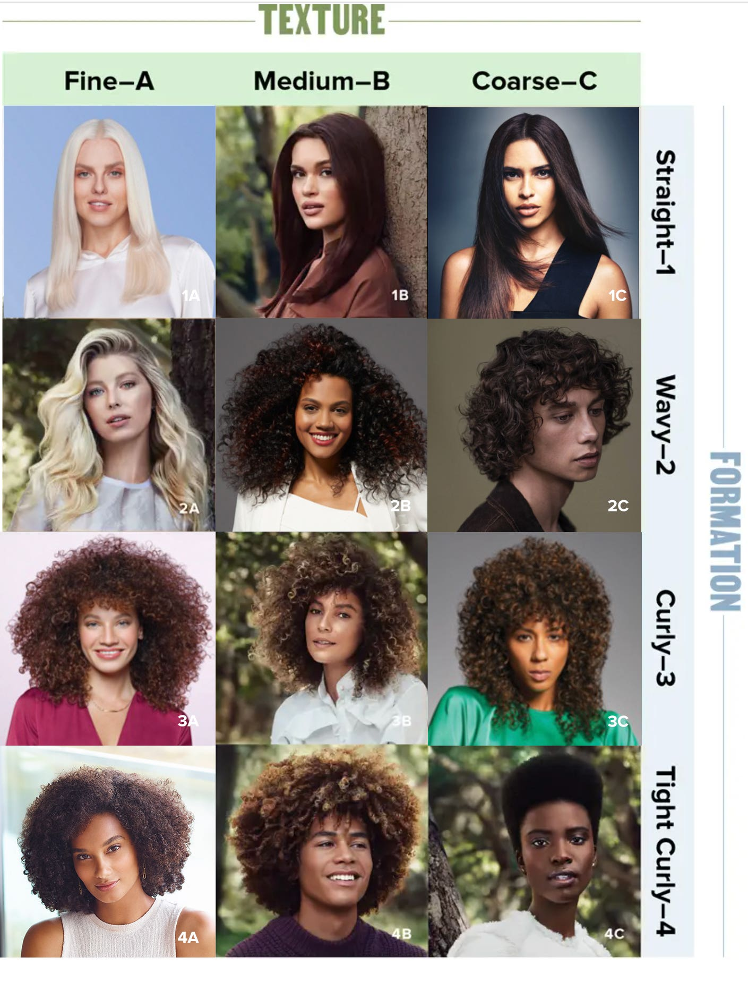 TEXTURE
Fine–A
Medium–B
Coarse–C
1A
1B
1C
Straight–1
2A
2B
2C
Wavy–2
FORMATION
3A
3B
3C
Curly–3
4A
4B
4C
Tight Curly–4